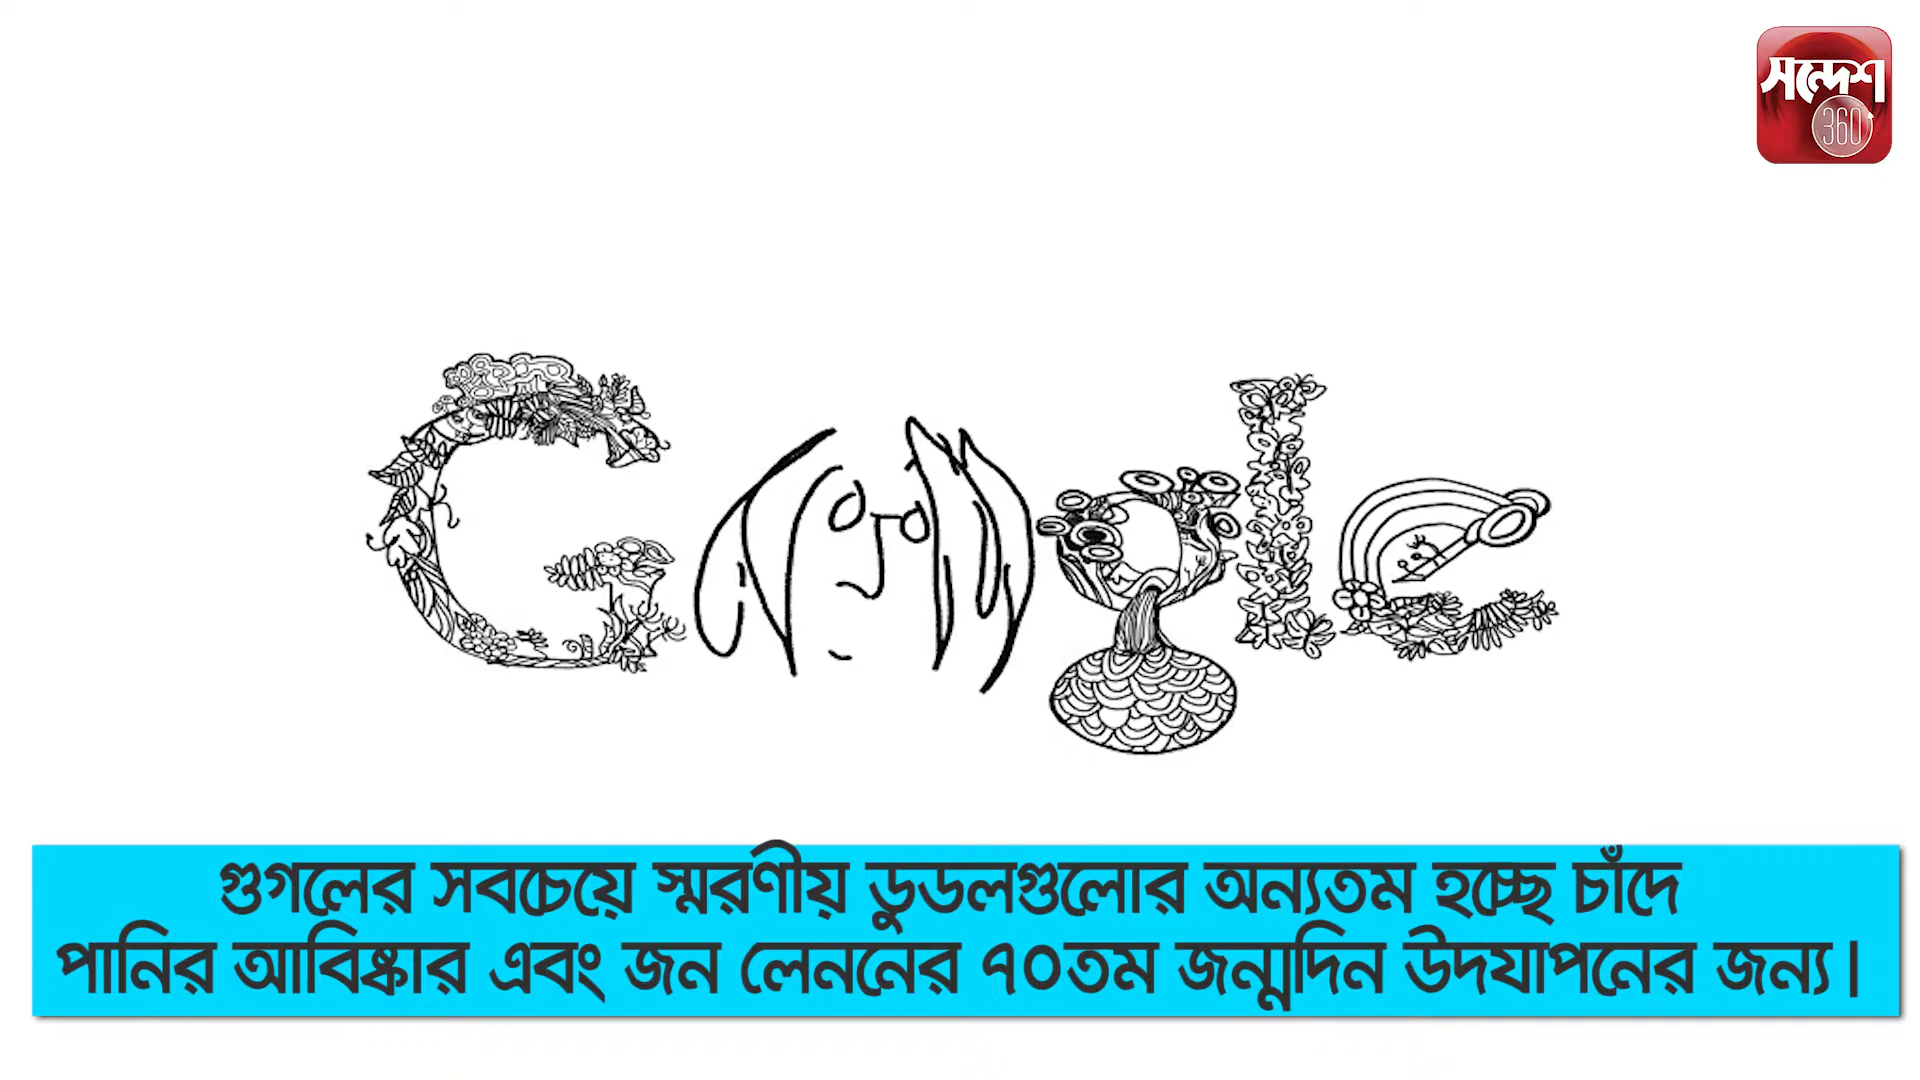 সন্দেশ
360
Google
গুগলের সবচেয়ে স্মরণীয় ডুডলগুলোর অন্যতম হচ্ছে চাঁদে
পানির আবিষ্কার এবং জন লেননের ৭০তম জন্মদিন উদযাপনের জন্য।